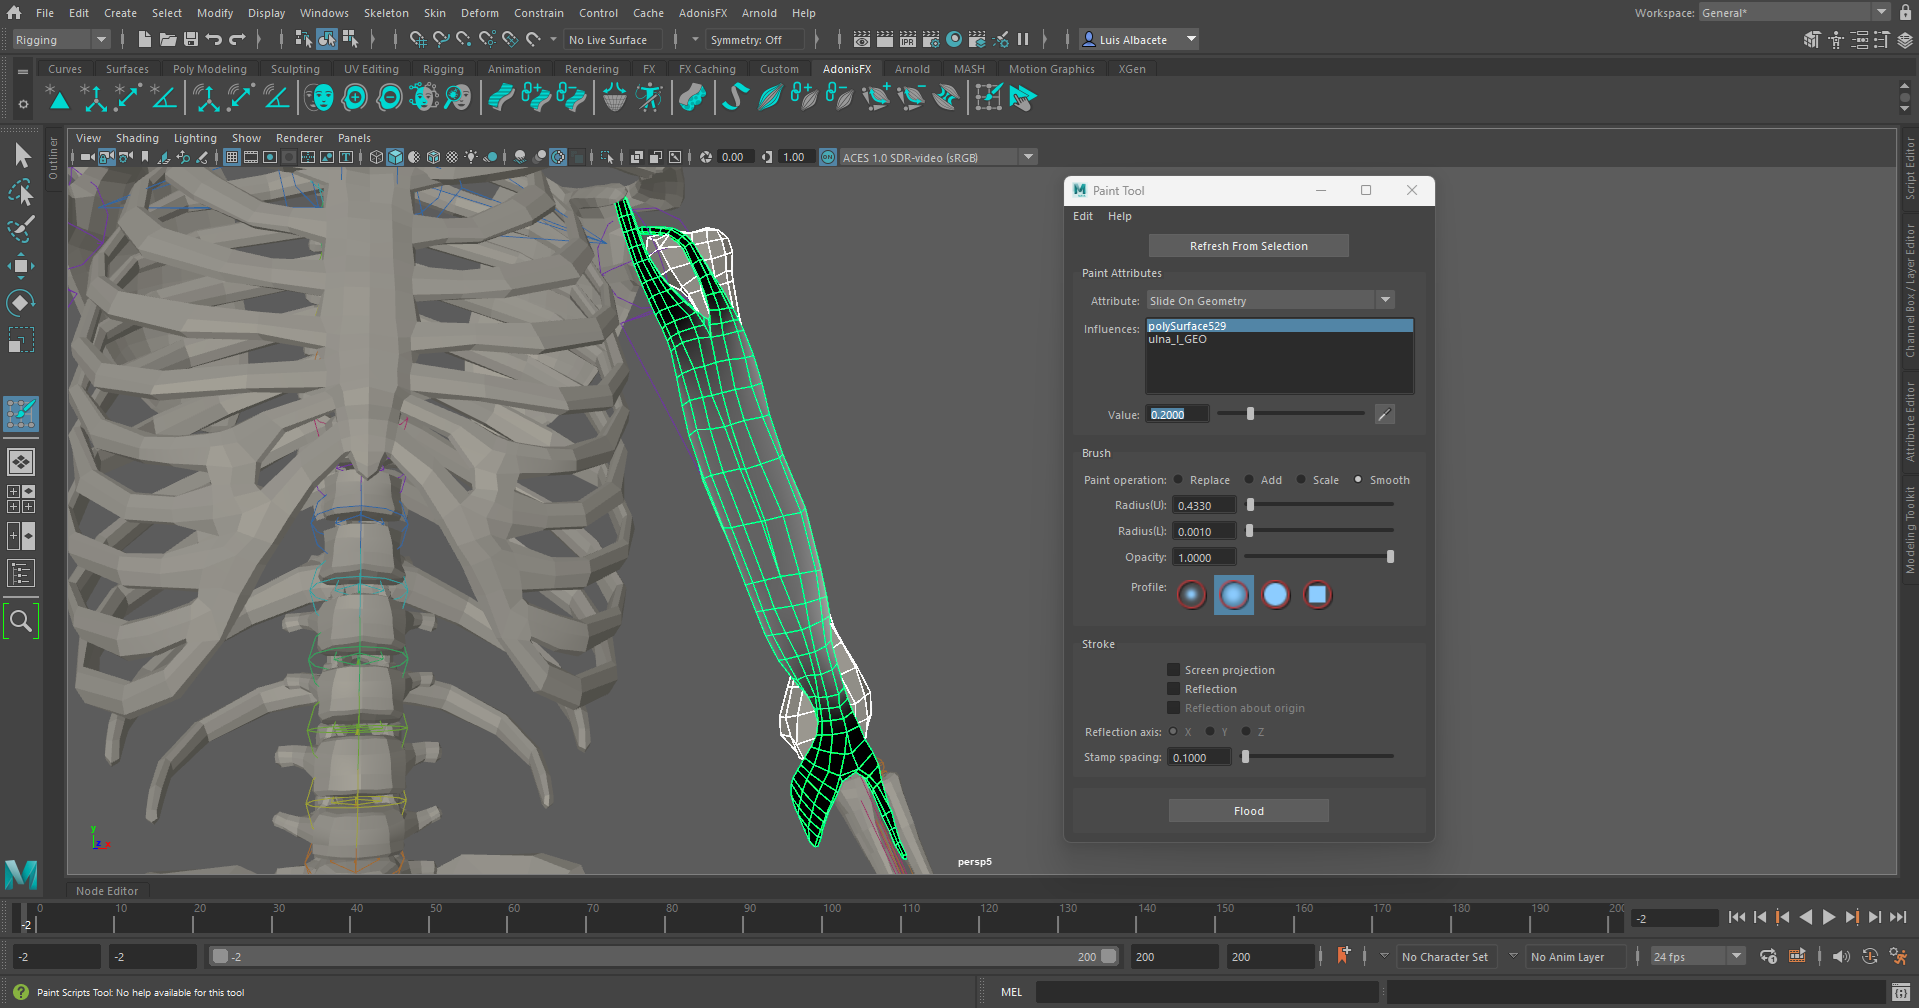 File Edit Create Select Modify Display Windows Skeleton Skin Deform Constrain Control Cache AdonisFX Arnold Help Workspace: General*
Rigging No Live Surface Symmetry: Off IPR Luis Albacete
Curves Surfaces Poly Modeling Sculpting UV Editing Rigging Animation Rendering FX FX Caching Custom AdonisFX Arnold MASH Motion Graphics XGen
View Shading Lighting Show Renderer Panels
0.00 1.00 ON ACES 1.0 SDR-video (sRGB)
Outliner
Script Editor
Channel Box / Layer Editor
Attribute Editor
Modeling Toolkit
M Paint Tool
Edit Help
Refresh From Selection
Paint Attributes
Attribute: Slide On Geometry
Influences: polySurface529
ulna_l_GEO
Value: 0.2000
Brush
Paint operation: Replace Add Scale Smooth
Radius(U): 0.4330
Radius(L): 0.0010
Opacity: 1.0000
Profile:
Stroke
Screen projection
Reflection
Reflection about origin
Reflection axis: X Y Z
Stamp spacing: 0.1000
Flood
y
z x
persp5
M
Node Editor
0 10 20 30 40 50 60 70 80 90 100 110 120 130 140 150 160 170 180 190 200
-2 -2
-2 -2 -2 200 200 200 No Character Set No Anim Layer 24 fps
Paint Scripts Tool: No help available for this tool MEL